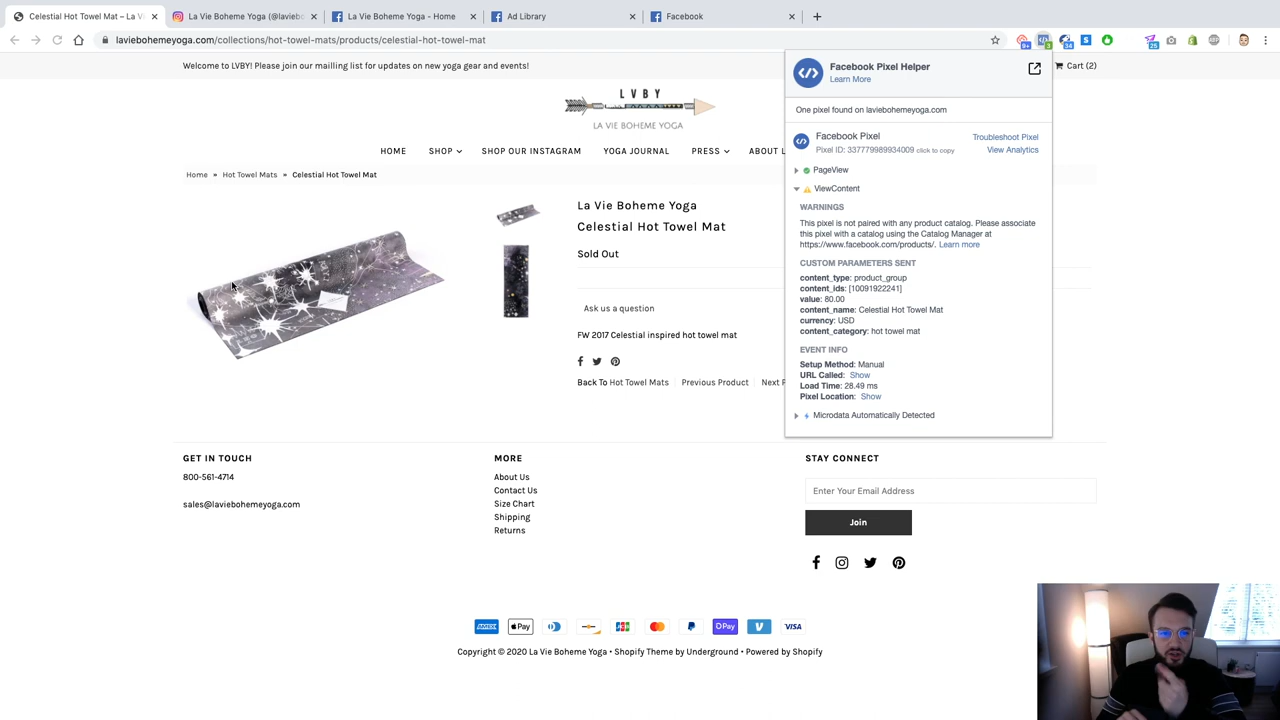 Celestial Hot Towel Mat – La Vi
La Vie Boheme Yoga (@lavieb
La Vie Boheme Yoga - Home
Ad Library
Facebook
laviebohemeyoga.com/collections/hot-towel-mats/products/celestial-hot-towel-mat
9+
3
34
25
Welcome to LVBY! Please join our mailling list for updates on new yoga gear and events!
Cart (2)
LVBY
LA VIE BOHEME YOGA
HOME
SHOP
SHOP OUR INSTAGRAM
YOGA JOURNAL
PRESS
ABOUT L
Home » Hot Towel Mats » Celestial Hot Towel Mat
La Vie Boheme Yoga
Celestial Hot Towel Mat
Sold Out
Ask us a question
FW 2017 Celestial inspired hot towel mat
Back To Hot Towel Mats
Previous Product
Next P
Facebook Pixel Helper
Learn More
One pixel found on laviebohemeyoga.com
Facebook Pixel
Troubleshoot Pixel
Pixel ID: 337779989934009 click to copy
View Analytics
PageView
ViewContent
WARNINGS
This pixel is not paired with any product catalog. Please associate
this pixel with a catalog using the Catalog Manager at
https://www.facebook.com/products/. Learn more
CUSTOM PARAMETERS SENT
content_type: product_group
content_ids: [10091922241]
value: 80.00
content_name: Celestial Hot Towel Mat
currency: USD
content_category: hot towel mat
EVENT INFO
Setup Method: Manual
URL Called: Show
Load Time: 28.49 ms
Pixel Location: Show
Microdata Automatically Detected
GET IN TOUCH
800-561-4714
sales@laviebohemeyoga.com
MORE
About Us
Contact Us
Size Chart
Shipping
Returns
STAY CONNECT
Enter Your Email Address
Join
AMEX
Pay
JCB
DPay
VISA
Copyright © 2020 La Vie Boheme Yoga • Shopify Theme by Underground • Powered by Shopify